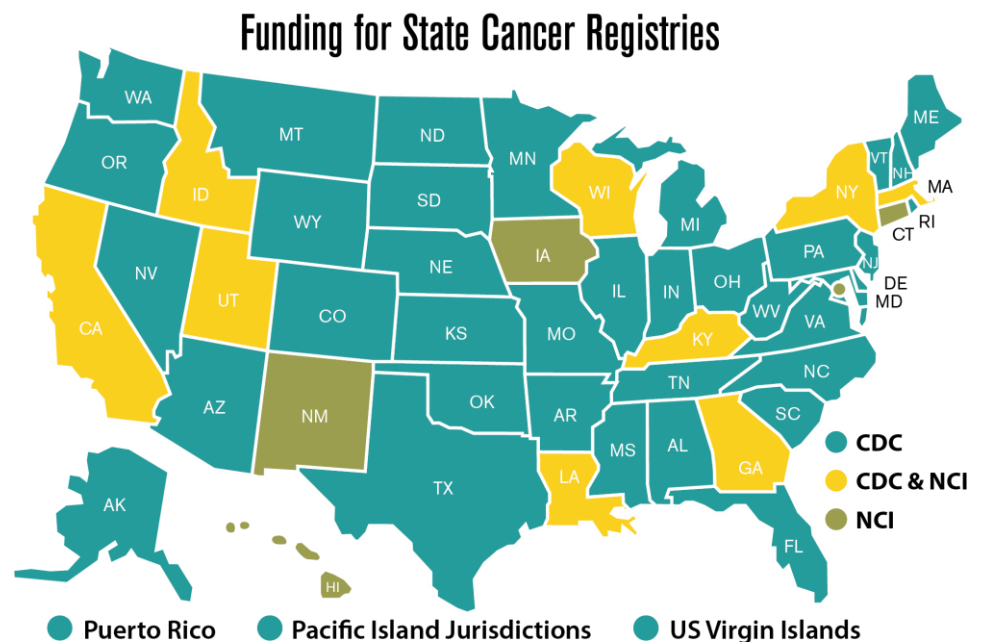 Funding for State Cancer Registries
WA
MT
ND
MN
ME
OR
ID
WY
SD
WI
MI
NY
VT
NH
MA
RI
CT
NV
UT
CO
NE
IA
IL
IN
OH
PA
NJ
DE
MD
CA
KS
MO
KY
WV
VA
AZ
NM
OK
AR
TN
NC
SC
TX
LA
MS
AL
GA
FL
AK
HI
CDC
CDC & NCI
NCI
Puerto Rico
Pacific Island Jurisdictions
US Virgin Islands